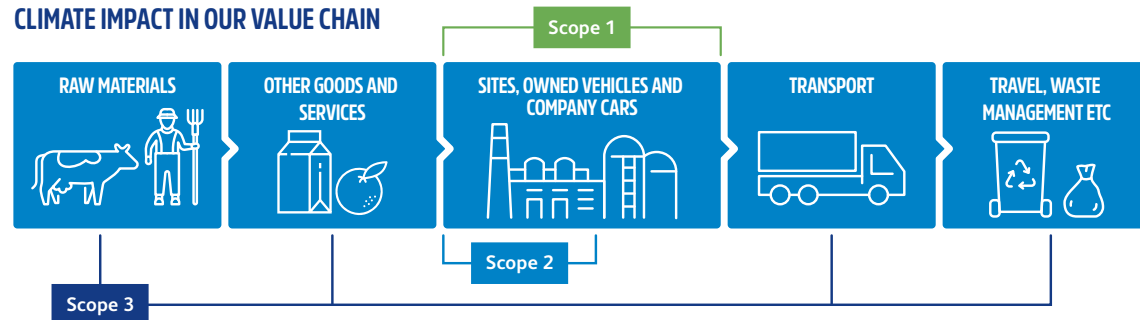 CLIMATE IMPACT IN OUR VALUE CHAIN
Scope 1
RAW MATERIALS
OTHER GOODS AND
SERVICES
SITES, OWNED VEHICLES AND
COMPANY CARS
TRANSPORT
TRAVEL, WASTE
MANAGEMENT ETC
Scope 2
Scope 3